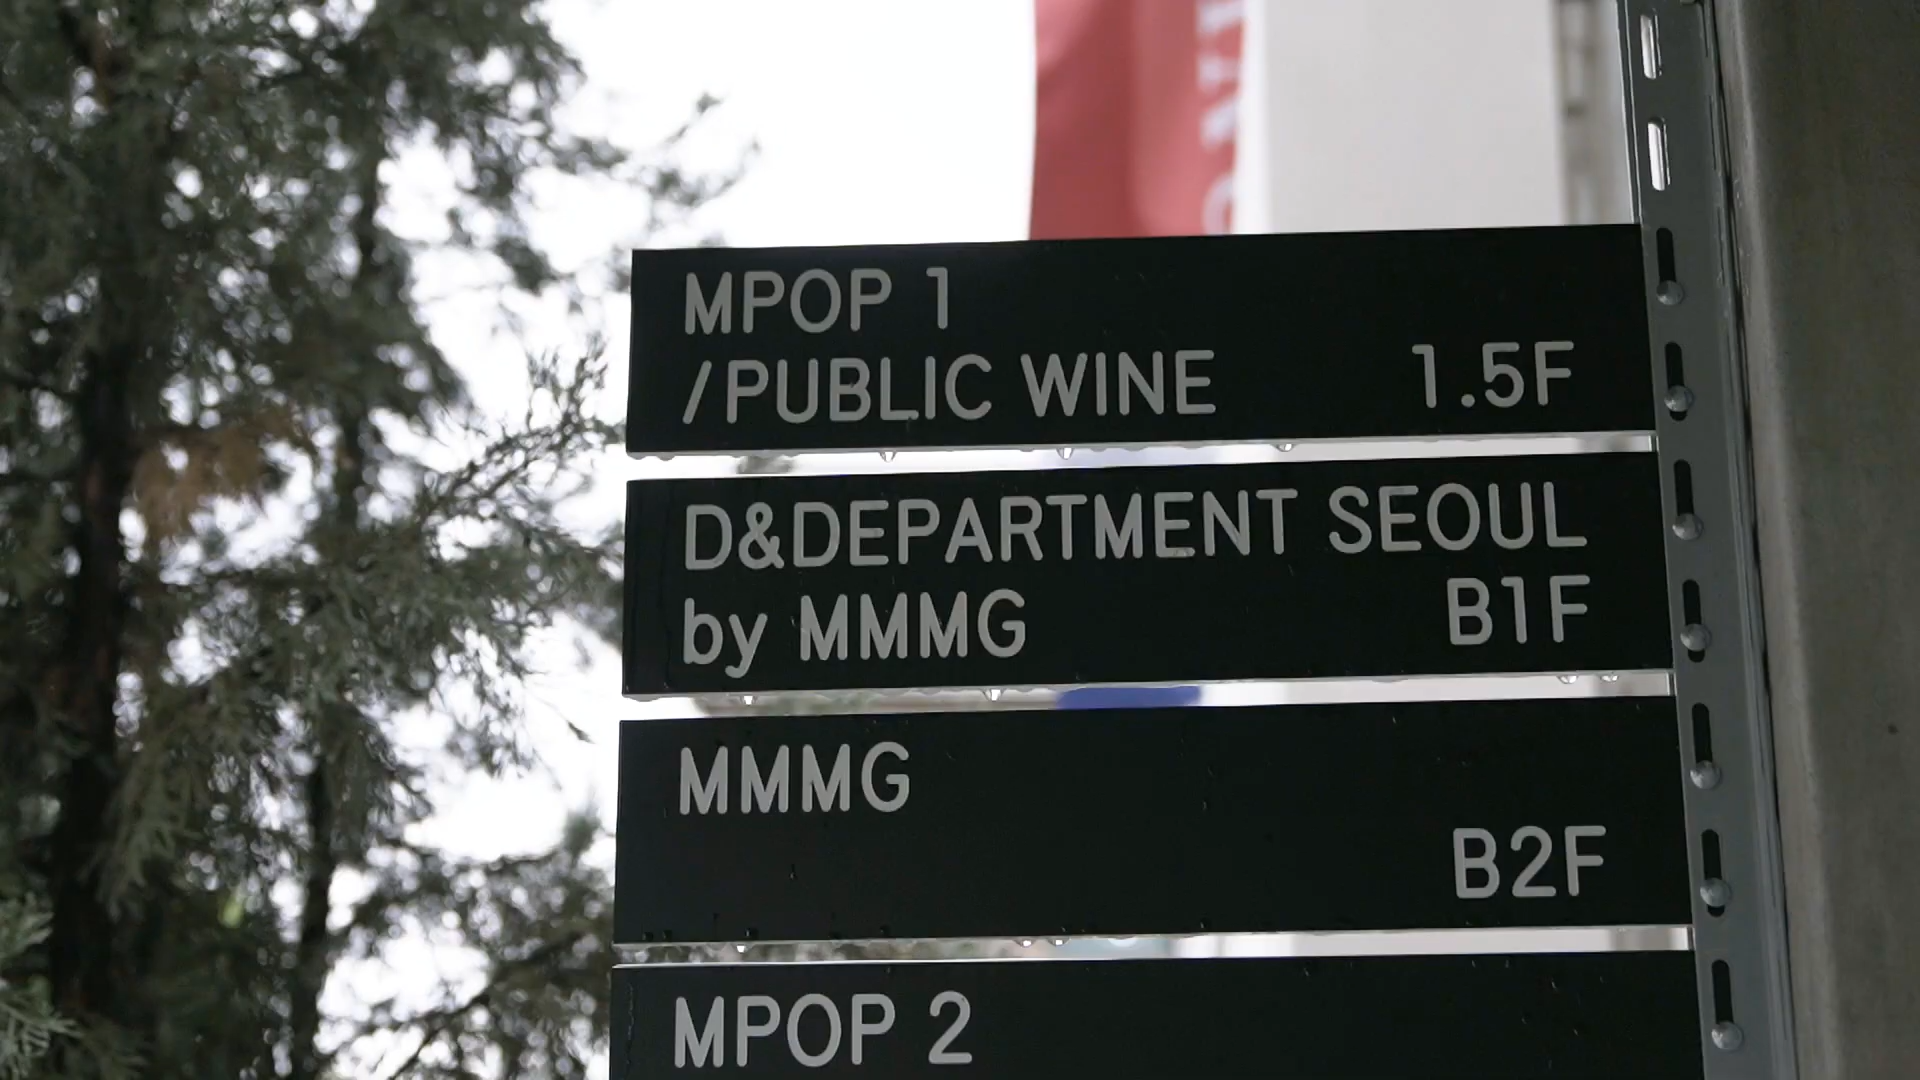 MPOP 1
/PUBLIC WINE 1.5F
D&DEPARTMENT SEOUL
by MMMG B1F
MMMG
B2F
MPOP 2